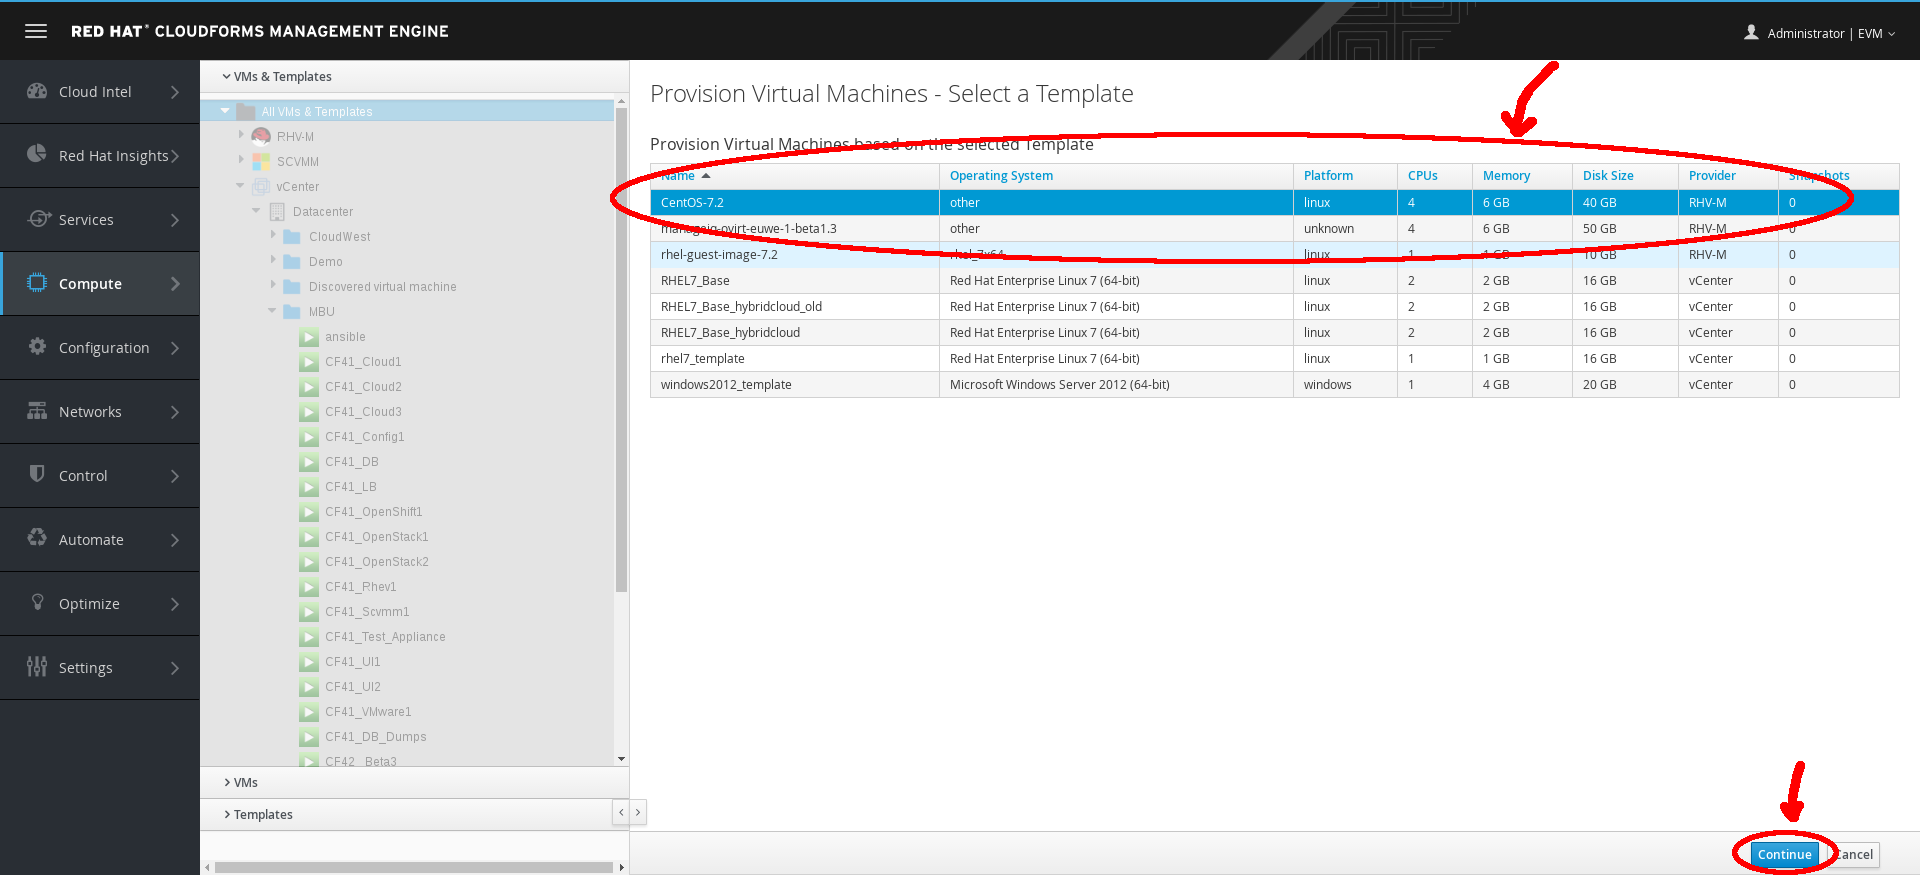 RED HAT® CLOUDFORMS MANAGEMENT ENGINE
Administrator | EVM
Cloud Intel
Red Hat Insights
Services
Compute
Configuration
Networks
Control
Automate
Optimize
Settings
VMs & Templates
All VMs & Templates
RHV-M
SCVMM
vCenter
Datacenter
CloudWest
Demo
Discovered virtual machine
MBU
ansible
CF41_Cloud1
CF41_Cloud2
CF41_Cloud3
CF41_Config1
CF41_DB
CF41_LB
CF41_OpenShift1
CF41_OpenStack1
CF41_OpenStack2
CF41_Rhev1
CF41_Scvmm1
CF41_Test_Appliance
CF41_UI1
CF41_UI2
CF41_VMware1
CF41_DB_Dumps
CF42_Beta3
VMs
Templates
Provision Virtual Machines - Select a Template
Provision Virtual Machines based on the selected Template
Name Operating System Platform CPUs Memory Disk Size Provider Snapshots
CentOS-7.2 other linux 4 6 GB 40 GB RHV-M 0
manageiq-ovirt-euwe-1-beta1.3 other unknown 4 6 GB 50 GB RHV-M 0
rhel-guest-image-7.2 rhel_7x64 linux 1 1 GB 10 GB RHV-M 0
RHEL7_Base Red Hat Enterprise Linux 7 (64-bit) linux 2 2 GB 16 GB vCenter 0
RHEL7_Base_hybridcloud_old Red Hat Enterprise Linux 7 (64-bit) linux 2 2 GB 16 GB vCenter 0
RHEL7_Base_hybridcloud Red Hat Enterprise Linux 7 (64-bit) linux 2 2 GB 16 GB vCenter 0
rhel7_template Red Hat Enterprise Linux 7 (64-bit) linux 1 1 GB 16 GB vCenter 0
windows2012_template Microsoft Windows Server 2012 (64-bit) windows 1 4 GB 20 GB vCenter 0
Continue Cancel